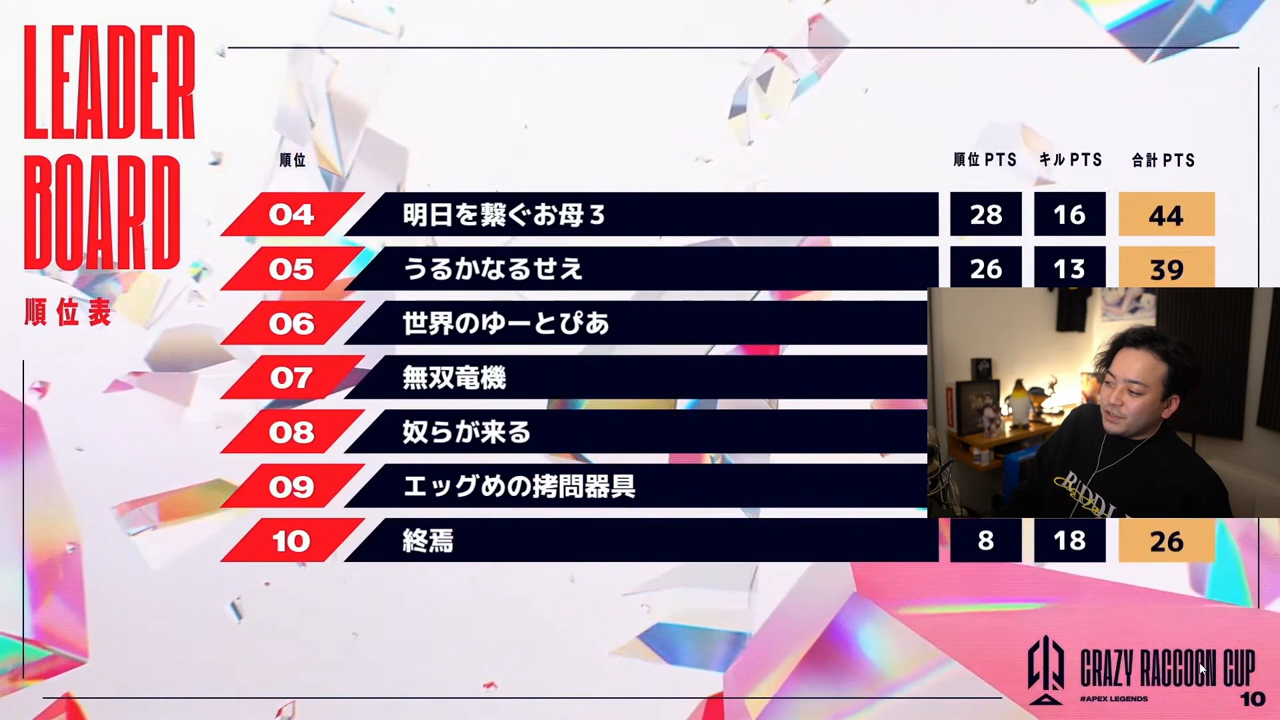 LEADER
BOARD
順位表
順位 順位PTS キルPTS 合計PTS
04 明日を繋ぐお母3 28 16 44
05 うるかなるせえ 26 13 39
06 世界のゆーとぴあ
07 無双竜機
08 奴らが来る
09 エッグめの拷問器具
10 終焉 8 18 26
CRAZY RACCOON CUP
#APEX LEGENDS 10